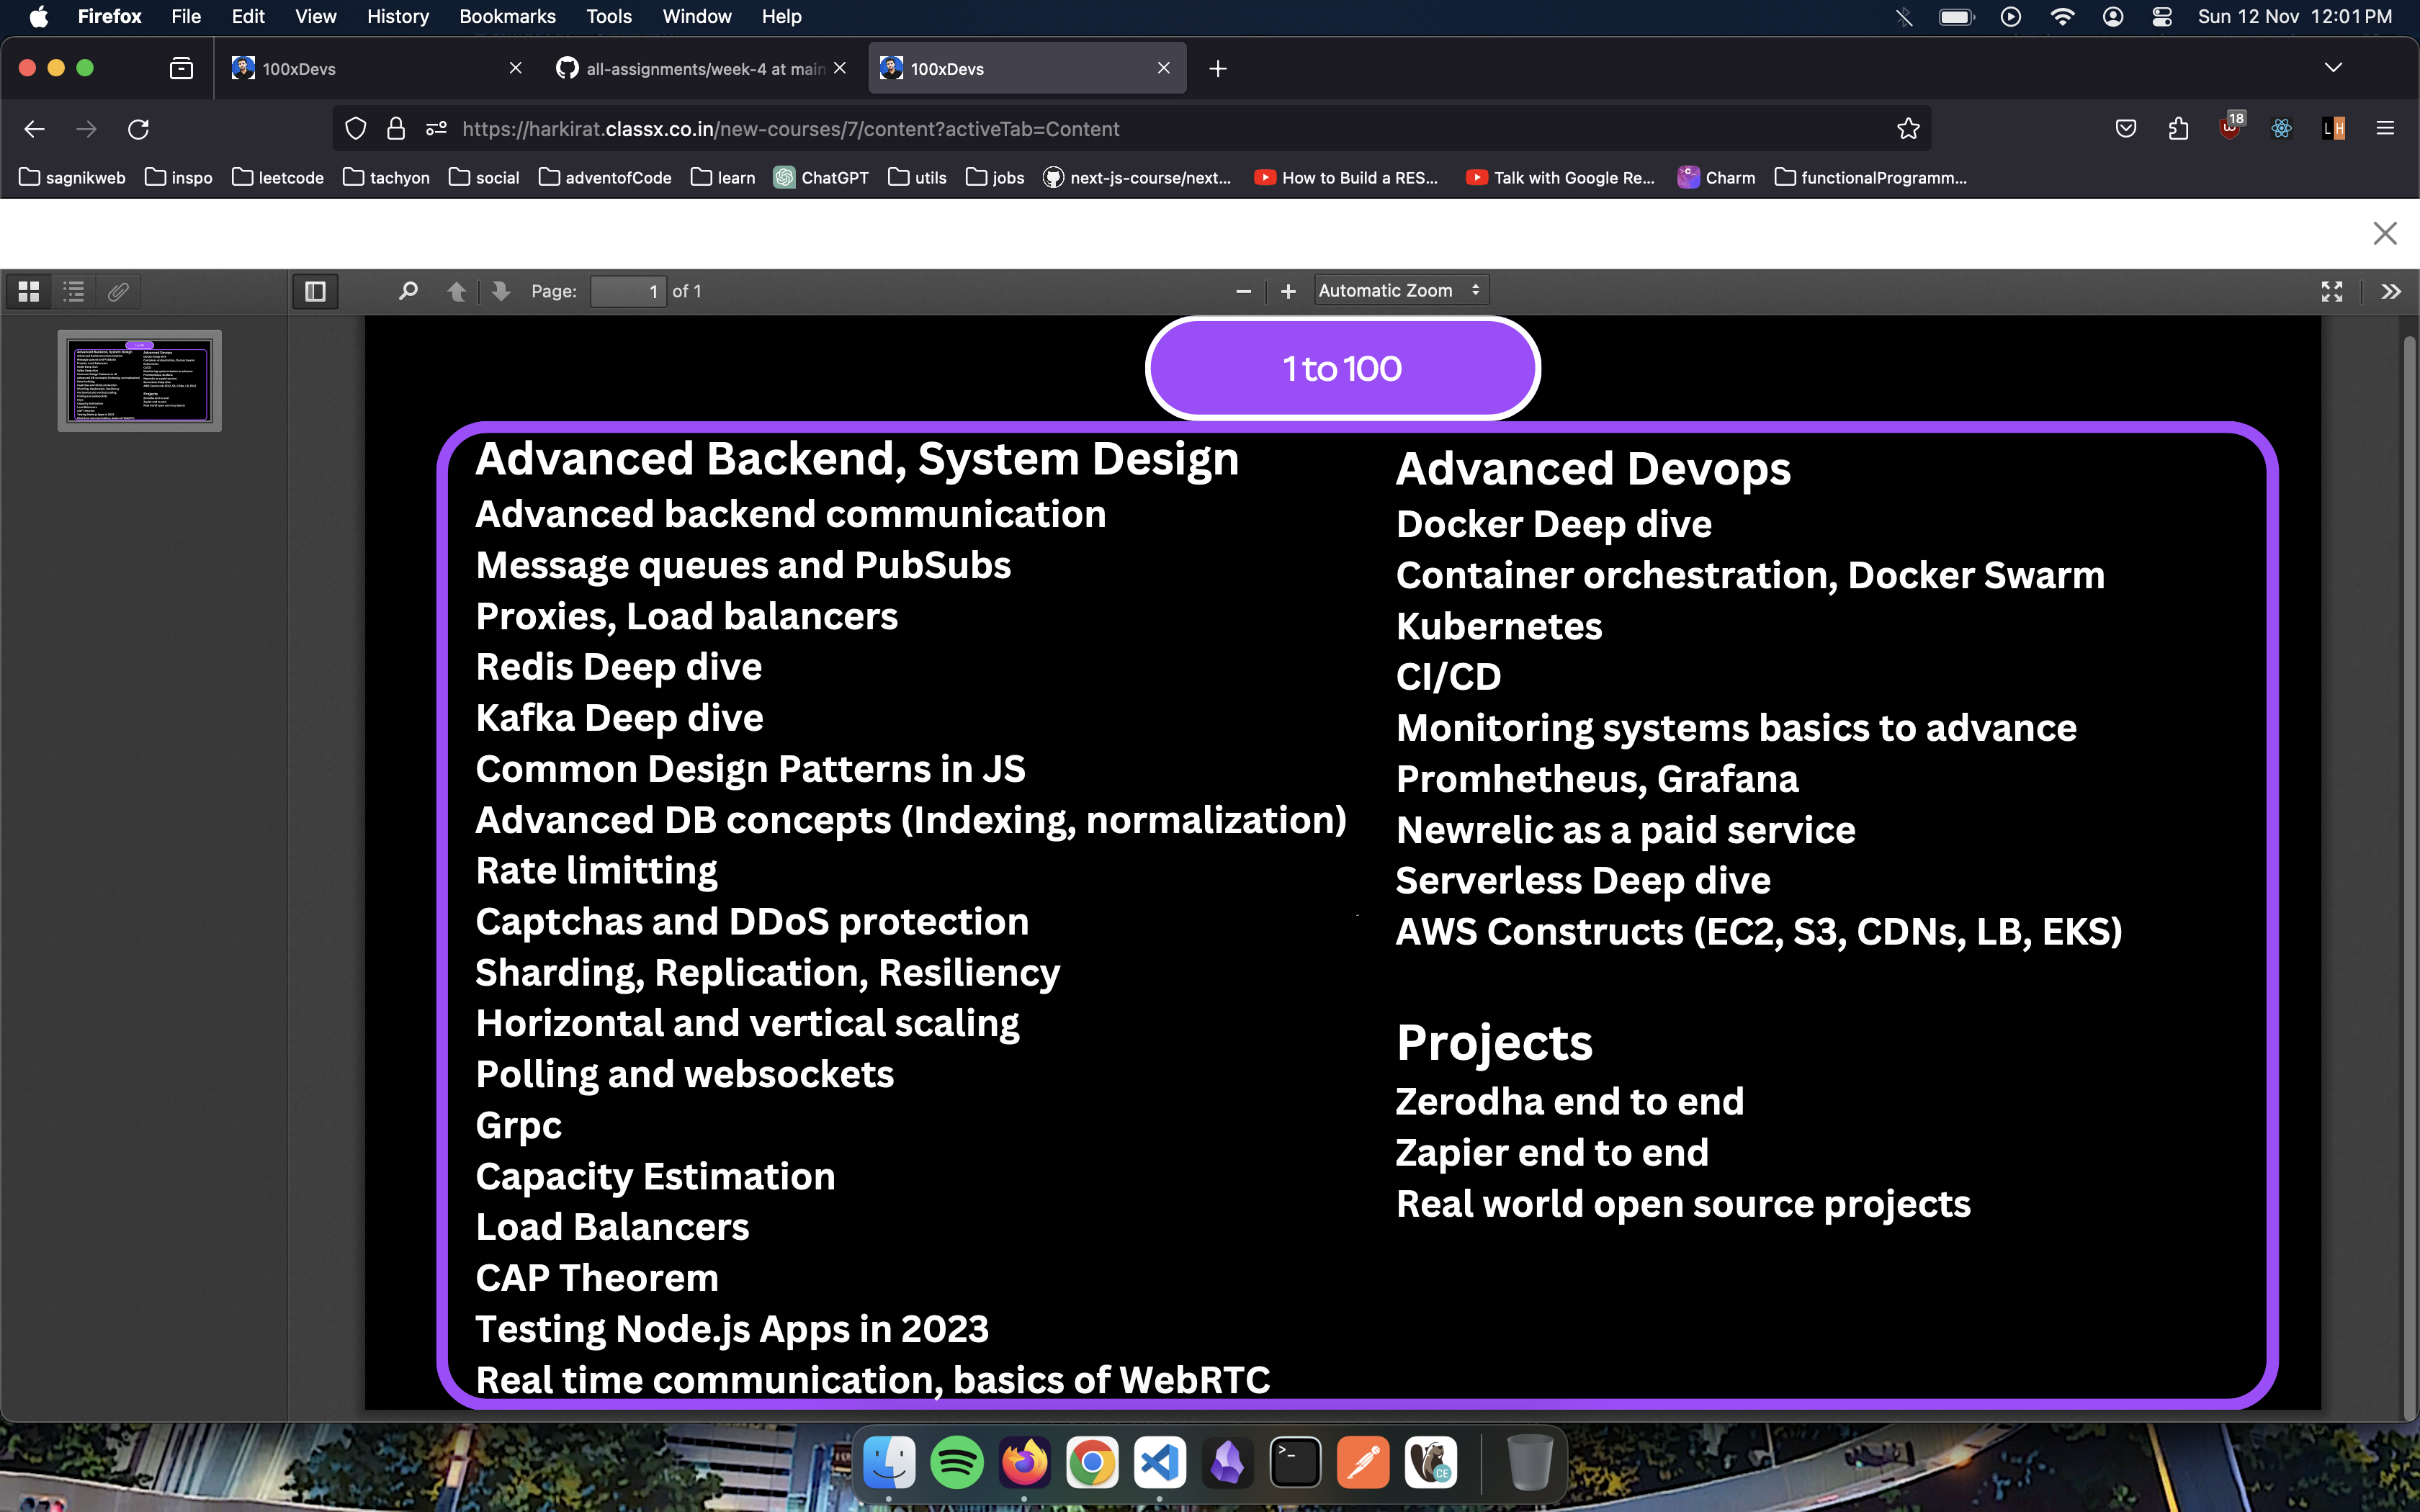 Firefox File Edit View History Bookmarks Tools Window Help
Sun 12 Nov 12:01 PM
100xDevs
all-assignments/week-4 at main
100xDevs
https://harkirat.classx.co.in/new-courses/7/content?activeTab=Content
18
L H
sagnikweb inspo leetcode tachyon social adventofCode learn ChatGPT utils jobs next-js-course/next... How to Build a RES... Talk with Google Re... Charm functionalProgramm...
Page: 1 of 1
Automatic Zoom
1 to 100
Advanced Backend, System Design
Advanced backend communication
Message queues and PubSubs
Proxies, Load balancers
Redis Deep dive
Kafka Deep dive
Common Design Patterns in JS
Advanced DB concepts (Indexing, normalization)
Rate limitting
Captchas and DDoS protection
Sharding, Replication, Resiliency
Horizontal and vertical scaling
Polling and websockets
Grpc
Capacity Estimation
Load Balancers
CAP Theorem
Testing Node.js Apps in 2023
Real time communication, basics of WebRTC
Advanced Devops
Docker Deep dive
Container orchestration, Docker Swarm
Kubernetes
CI/CD
Monitoring systems basics to advance
Promhetheus, Grafana
Newrelic as a paid service
Serverless Deep dive
AWS Constructs (EC2, S3, CDNs, LB, EKS)
Projects
Zerodha end to end
Zapier end to end
Real world open source projects
CE